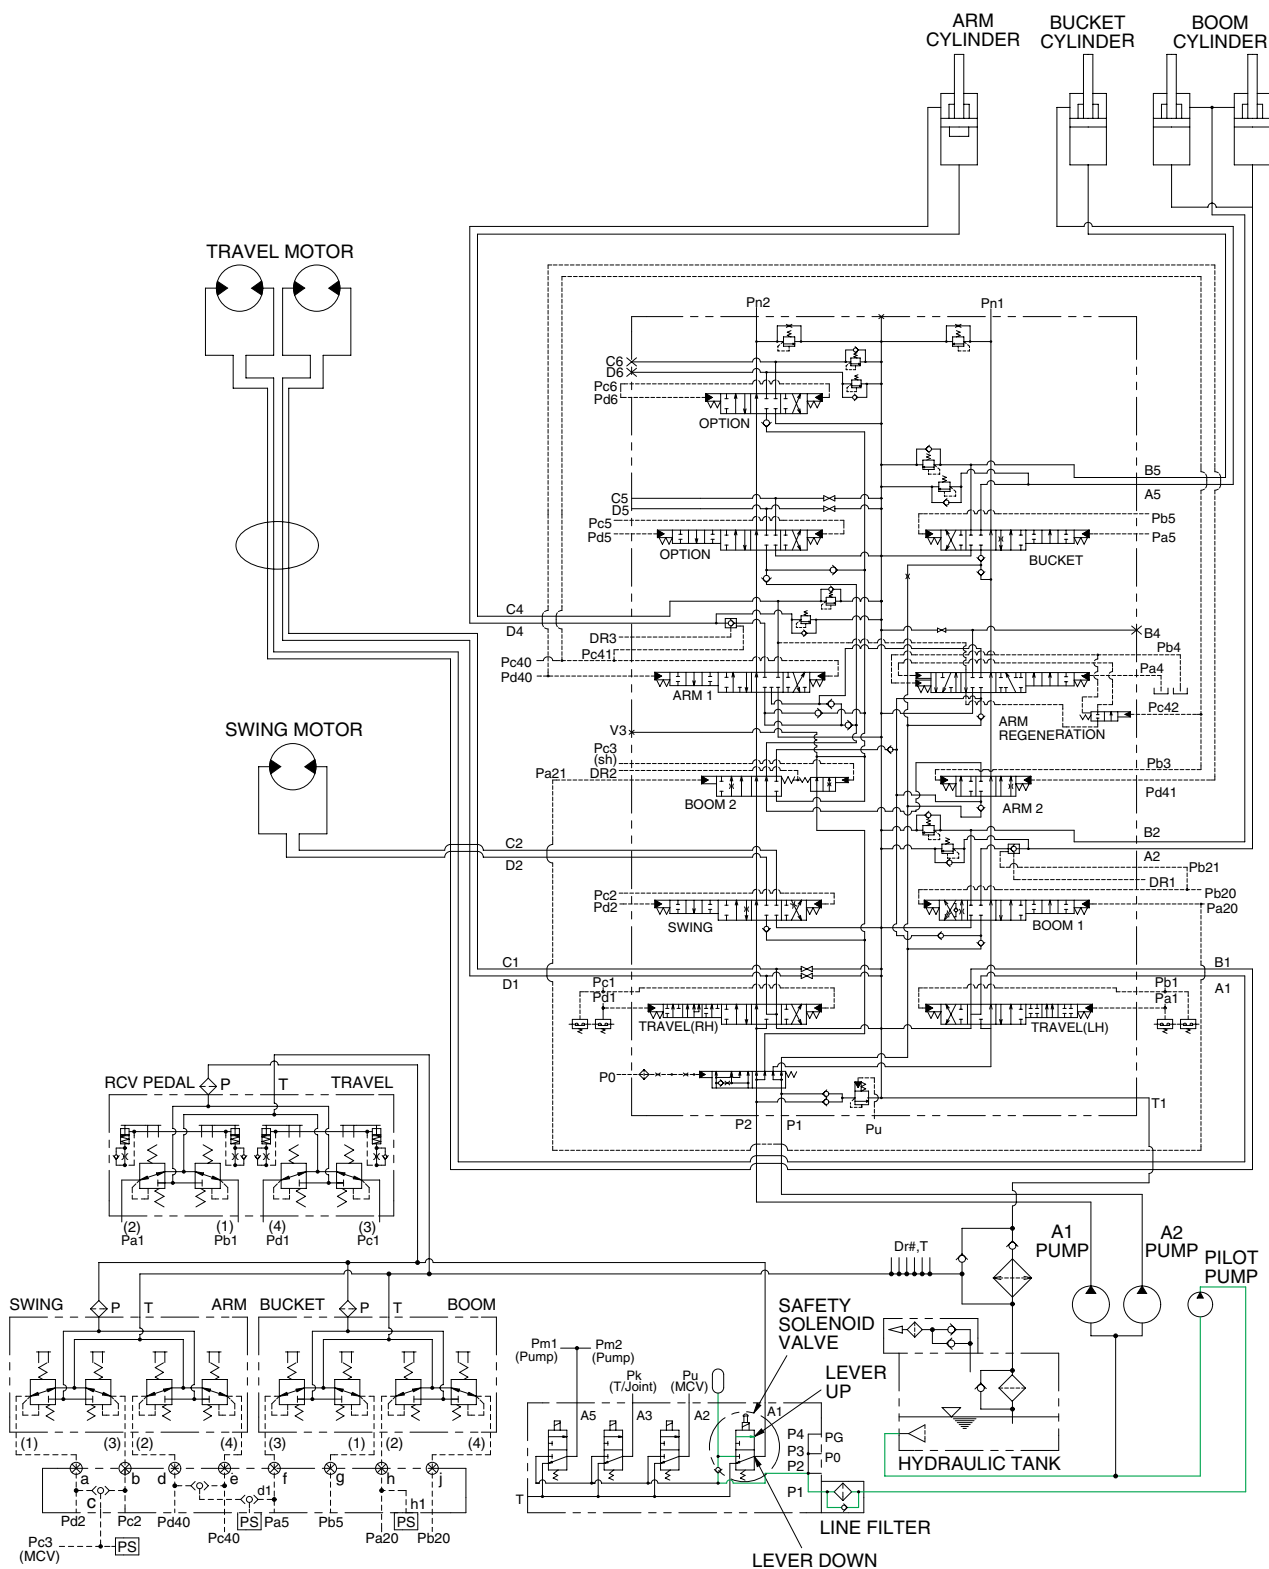 ARM
CYLINDER
BUCKET
CYLINDER
BOOM
CYLINDER
TRAVEL MOTOR
Pn2
Pn1
C6
D6
Pc6
Pd6
OPTION
B5
A5
C5
D5
Pc5
Pd5
OPTION
Pb5
Pa5
BUCKET
C4
D4
DR3
Pc41
Pc40
Pd40
ARM 1
B4
Pb4
Pa4
Pc42
ARM
REGENERATION
SWING MOTOR
V3
Pc3
(sh)
DR2
Pa21
BOOM 2
Pb3
Pd41
ARM 2
C2
D2
B2
A2
Pb21
DR1
Pc2
Pd2
SWING
Pb20
Pa20
BOOM 1
C1
D1
B1
A1
Pc1
Pd1
TRAVEL(RH)
Pb1
Pa1
TRAVEL(LH)
P0
P2
P1
Pu
T1
RCV PEDAL
P
T
TRAVEL
(2)
Pa1
(1)
Pb1
(4)
Pd1
(3)
Pc1
Dr#,T
A1
PUMP
A2
PUMP
PILOT
PUMP
SWING
P
T
ARM
BUCKET
P
T
BOOM
(1)
(3)
(2)
(4)
(3)
(1)
(2)
(4)
a
b
d
e
f
g
h
j
c
d1
h1
Pd2
Pc2
Pd40
PS
Pa5
Pb5
PS
Pc40
Pa20
Pb20
Pc3
(MCV)
PS
SAFETY
SOLENOID
VALVE
LEVER
UP
Pm1
(Pump)
Pm2
(Pump)
Pk
(T/Joint)
Pu
(MCV)
A5
A3
A2
A1
P4
P3
P2
P1
PG
P0
T
LINE FILTER
LEVER DOWN
HYDRAULIC TANK